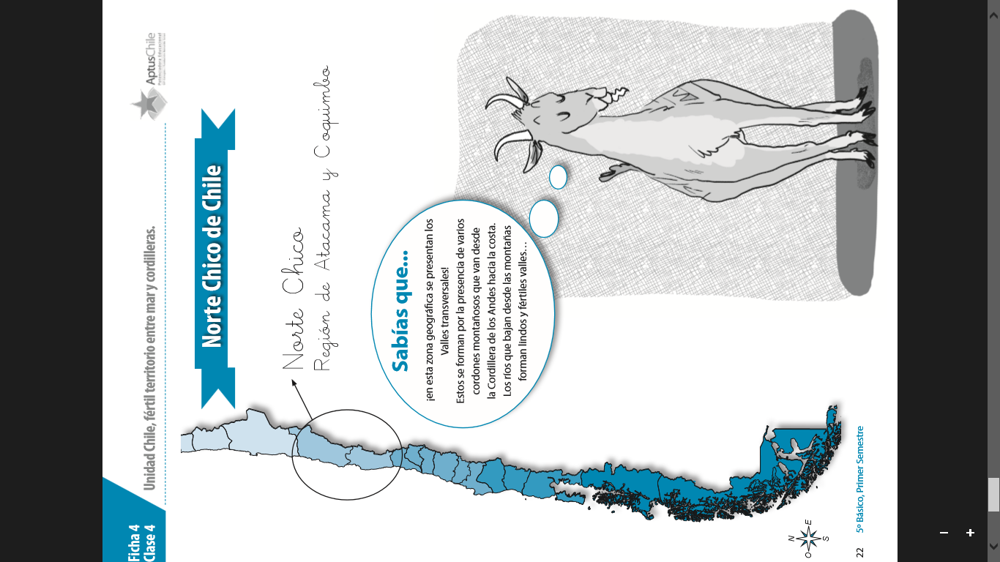 Ficha 4
Clase 4
Unidad Chile, fértil territorio entre mar y cordilleras.
AptusChile
Norte Chico de Chile
Norte Chico
Región de Atacama y Coquimbo
Sabías que...
¡en esta zona geográfica se presentan los
Valles transversales!
Estos se forman por la presencia de varios
cordones montañosos que van desde
la Cordillera de los Andes hacia la costa.
Los ríos que bajan desde las montañas
forman lindos y fértiles valles...
N
O
E
S
22
5º Básico, Primer Semestre